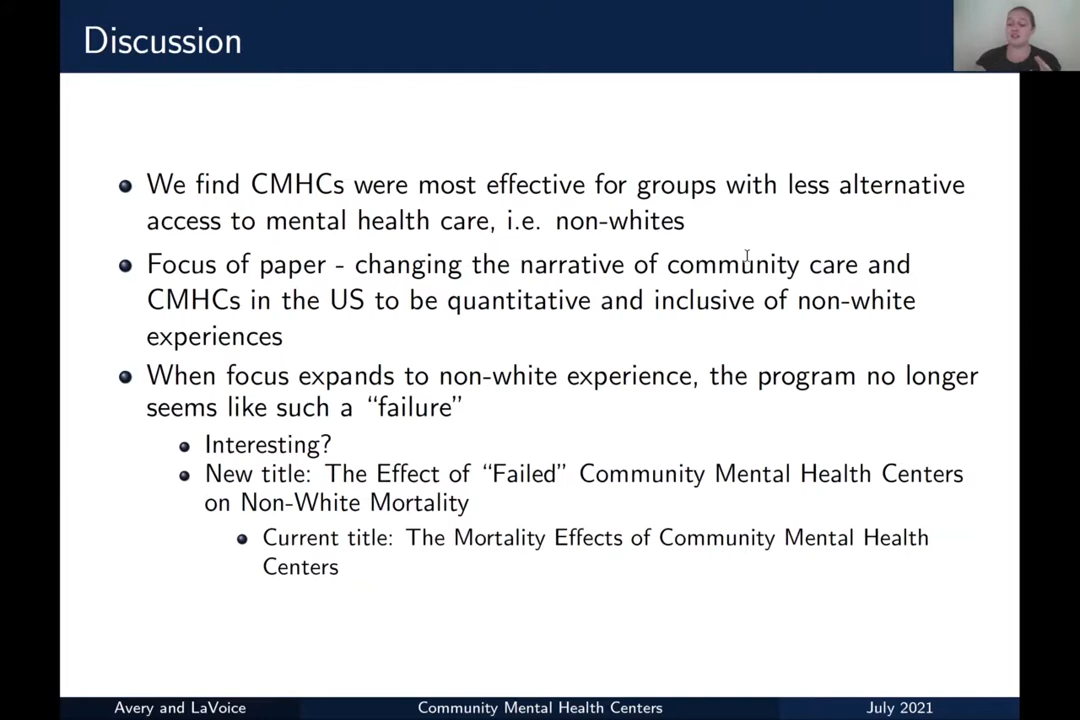 Discussion
We find CMHCs were most effective for groups with less alternative
access to mental health care, i.e. non-whites
Focus of paper - changing the narrative of community care and
CMHCs in the US to be quantitative and inclusive of non-white
experiences
When focus expands to non-white experience, the program no longer
seems like such a “failure”
Interesting?
New title: The Effect of “Failed” Community Mental Health Centers
on Non-White Mortality
Current title: The Mortality Effects of Community Mental Health
Centers
Avery and LaVoice Community Mental Health Centers July 2021